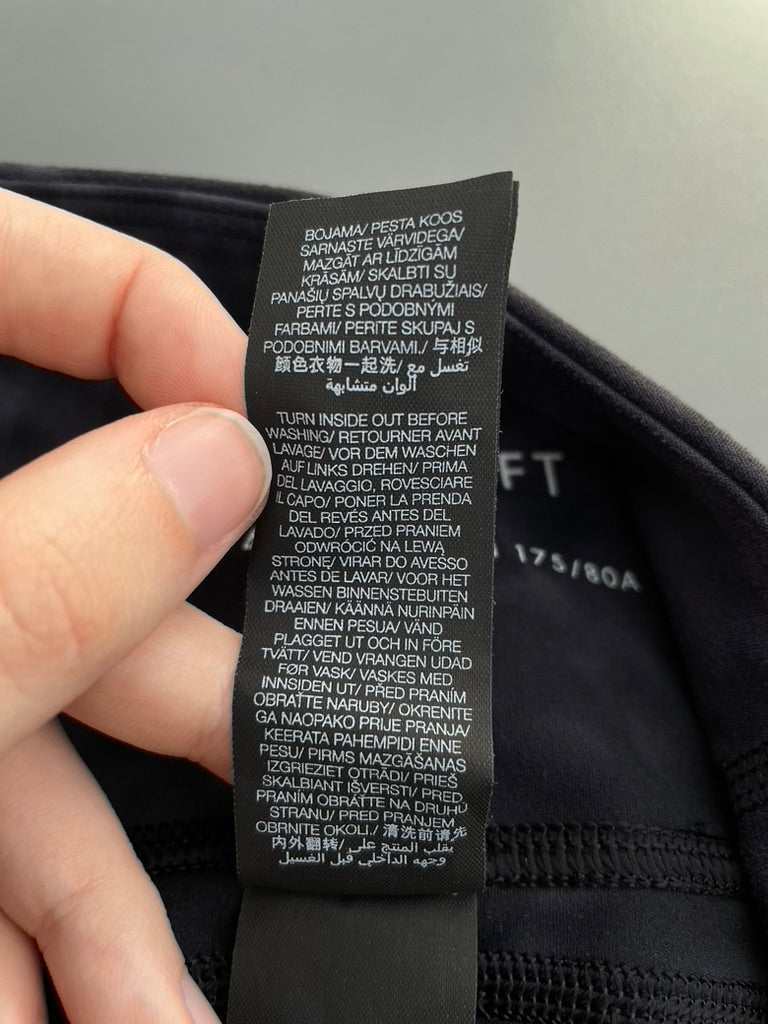 BOJAMA/ PESTA KOOS
SARNASTE VÄRVIDEGA/
MAZGĀT AR LĪDZĪGĀM
KRĀSĀM/ SKALBTI SU
PANAŠIŲ SPALVŲ DRABUŽIAIS/
PERTE S PODOBNÝMI
FARBAMI/ PERITE SKUPAJ S
PODOBNIMI BARVAMI./ 与相似
颜色衣物一起洗/ تغسل مع
ألوان متشابهة
TURN INSIDE OUT BEFORE
WASHING/ RETOURNER AVANT
LAVAGE/ VOR DEM WASCHEN
AUF LINKS DREHEN/ PRIMA
DEL LAVAGGIO, ROVESCIARE
IL CAPO/ PONER LA PRENDA
DEL REVÉS ANTES DEL
LAVADO/ PRZED PRANIEM
ODWRÓCIĆ NA LEWĄ
STRONĘ/ VIRAR DO AVESSO
ANTES DE LAVAR/ VOOR HET
WASSEN BINNENSTEBUITEN
DRAAIEN/ KÄÄNNÄ NURINPÄIN
ENNEN PESUA/ VÄND
PLAGGET UT OCH IN FÖRE
TVÄTT/ VEND VRANGEN UDAD
FØR VASK/ VASKES MED
INNSIDEN UT/ PŘED PRANÍM
OBRAŤTE NARUBY/ OKRENITE
GA NAOPAKO PRIJE PRANJA/
KEERATA PAHEMPIDI ENNE
PESU/ PIRMS MAZGĀŠANAS
IZGRIEZIET OTRĀDI/ PRIEŠ
SKALBIANT IŠVERSTI/ PRED
PRANÍM OBRÁŤTE NA DRUHÚ
STRANU/ PRED PRANJEM
OBRNITE OKOLI./ 清洗前请先
内外翻转/ يقلب المنتج على
وجهه الداخلي قبل الغسيل
FT
175/80A